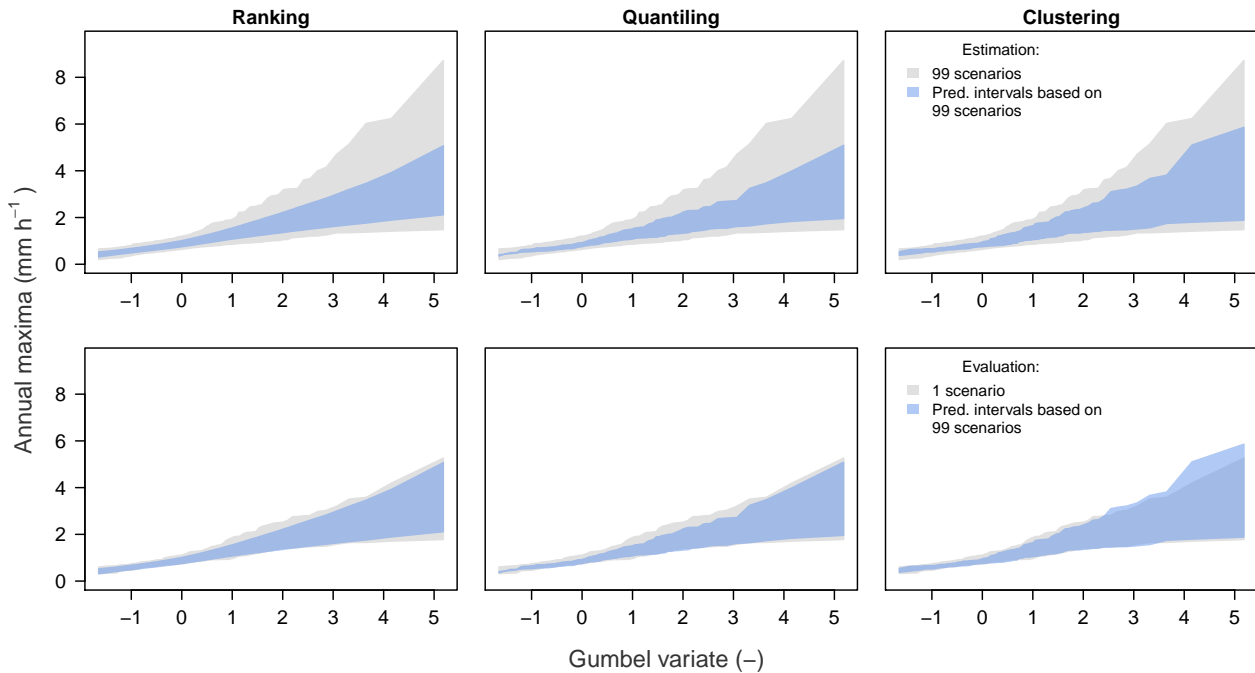 Ranking
Quantiling
Clustering
Annual maxima (mm h⁻¹ )
8
6
4
2
0
−1 0 1 2 3 4 5
−1 0 1 2 3 4 5
Estimation:
99 scenarios
Pred. intervals based on
99 scenarios
−1 0 1 2 3 4 5
8
6
4
2
0
−1 0 1 2 3 4 5
−1 0 1 2 3 4 5
Evaluation:
1 scenario
Pred. intervals based on
99 scenarios
−1 0 1 2 3 4 5
Gumbel variate (−)